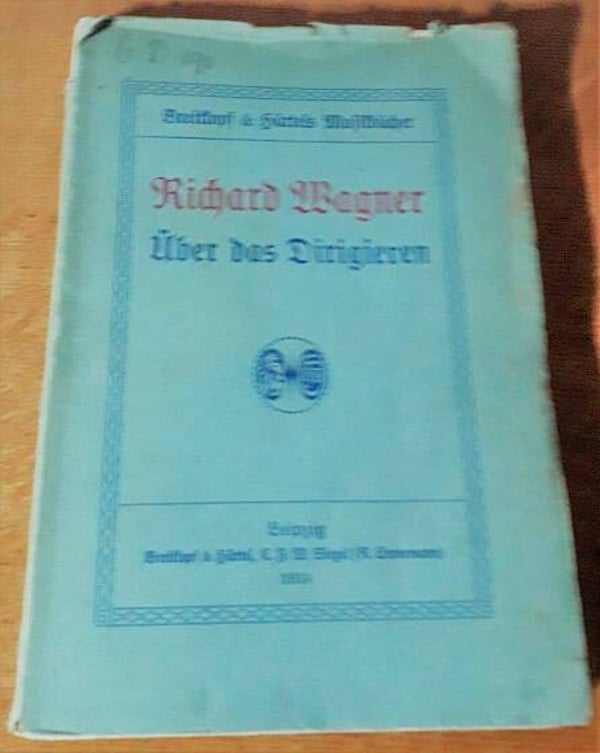 Breitkopf & Härtels Musikbücher
Richard Wagner
Über das Dirigieren
Leipzig
Breitkopf & Härtel, C. F. W. Siegel (R. Linnemann)